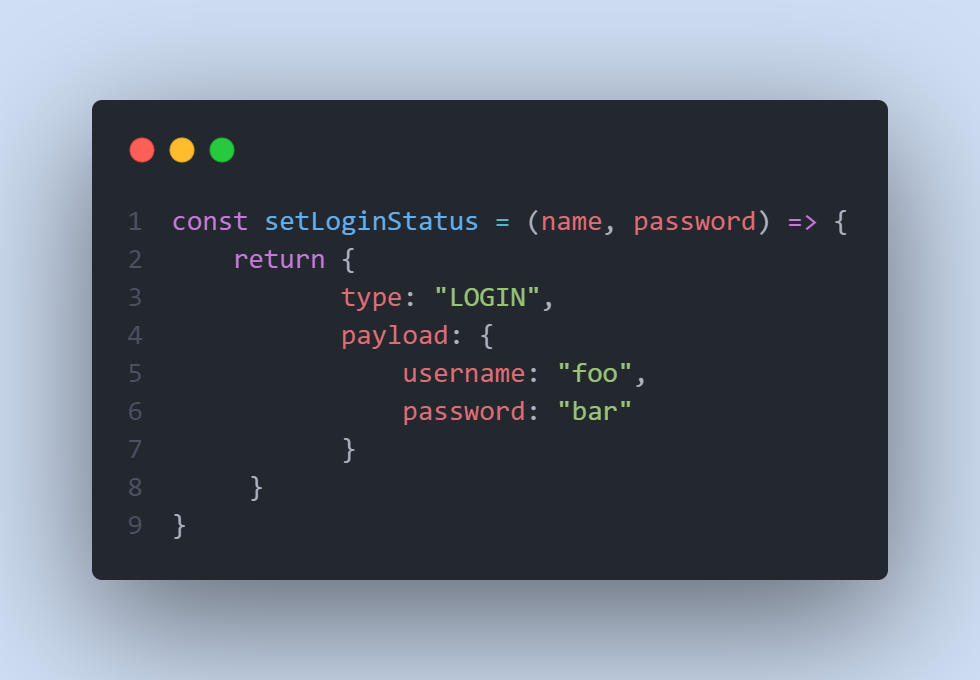 1 const setLoginStatus = (name, password) => {
2     return {
3            type: "LOGIN",
4            payload: {
5                username: "foo",
6                password: "bar"
7            }
8      }
9 }